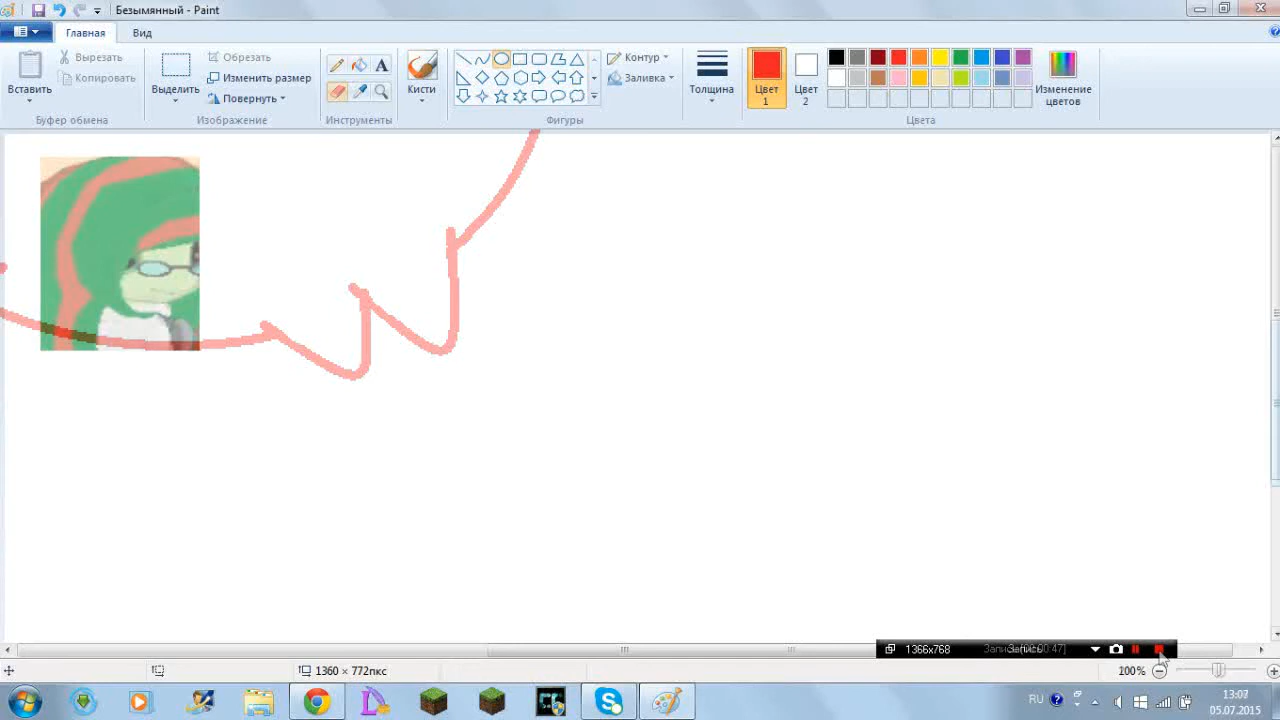 Безымянный - Paint
Главная
Вид
Вставить
Вырезать
Копировать
Буфер обмена
Выделить
Обрезать
Изменить размер
Повернуть
Изображение
Инструменты
Кисти
Контур
Заливка
Фигуры
Толщина
Цвет
1
Цвет
2
Изменение
цветов
Цвета
1366x768
1360 × 772пкс
100%
RU
13:07
05.07.2015